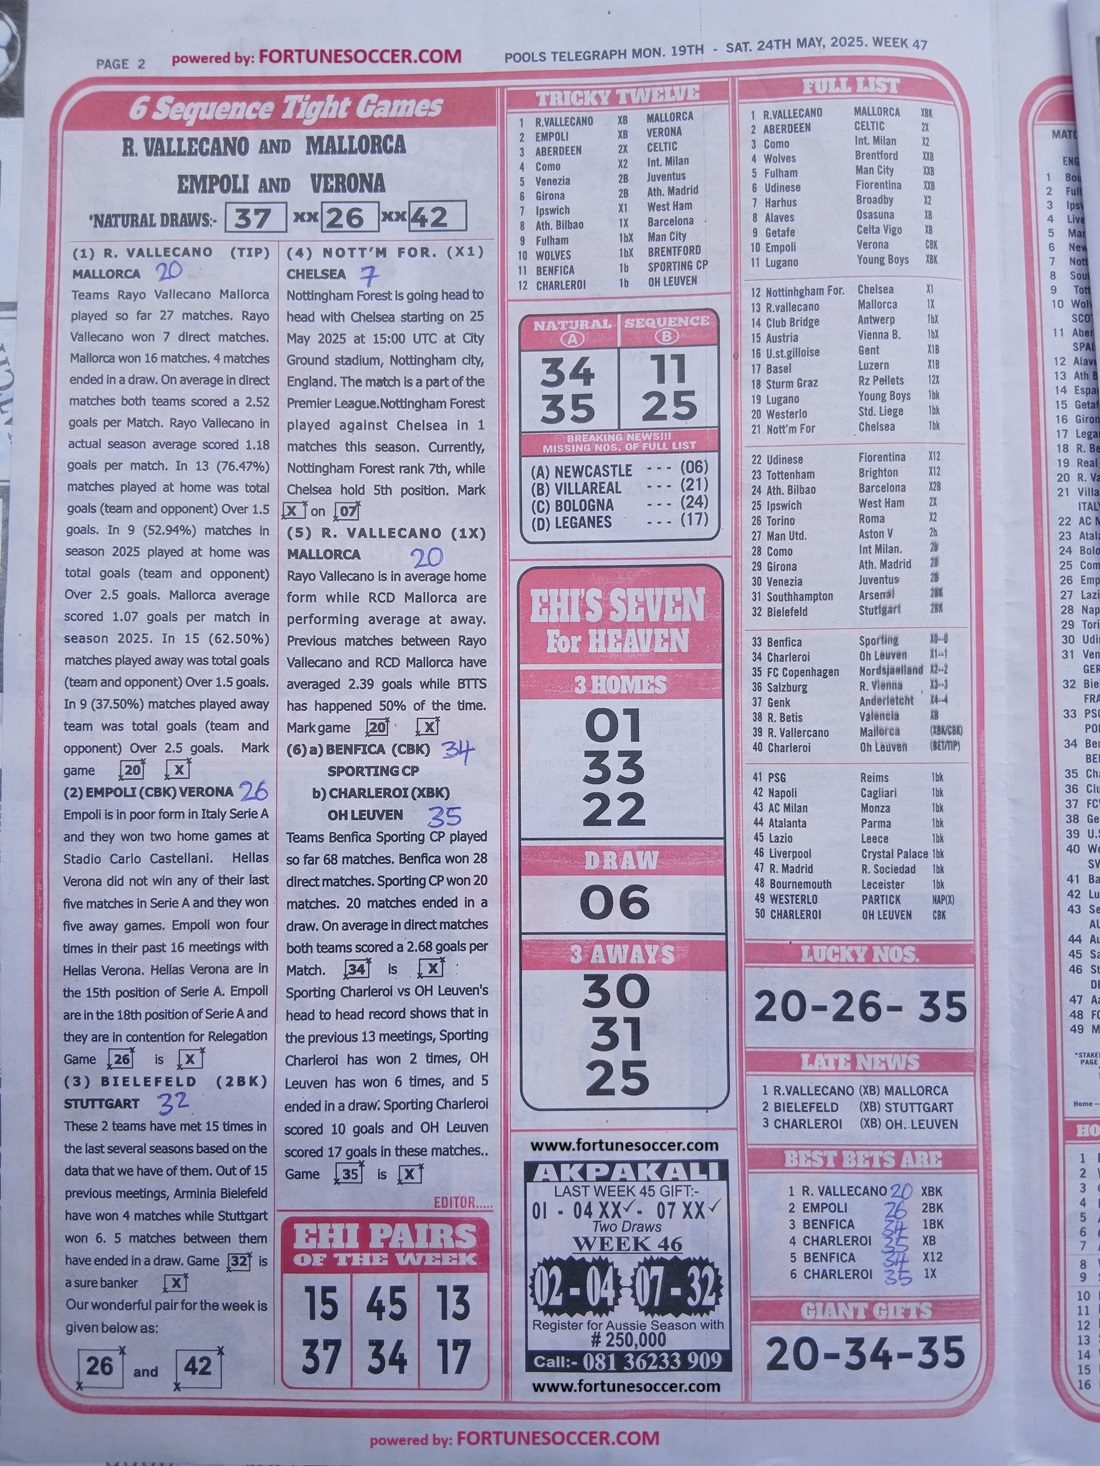 PAGE 2
powered by: FORTUNESOCCER.COM
POOLS TELEGRAPH MON. 19TH - SAT. 24TH MAY, 2025. WEEK 47
6 Sequence Tight Games
R. VALLECANO AND MALLORCA
EMPOLI AND VERONA
*NATURAL DRAWS:- 37 XX 26 XX 42
(1) R. VALLECANO (TIP)
MALLORCA 20
Teams Rayo Vallecano Mallorca
played so far 27 matches. Rayo
Vallecano won 7 direct matches.
Mallorca won 16 matches. 4 matches
ended in a draw. On average in direct
matches both teams scored a 2.52
goals per Match. Rayo Vallecano in
actual season average scored 1.18
goals per match. In 13 (76.47%)
matches played at home was total
goals (team and opponent) Over 1.5
goals. In 9 (52.94%) matches in
season 2025 played at home was
total goals (team and opponent)
Over 2.5 goals. Mallorca average
scored 1.07 goals per match in
season 2025. In 15 (62.50%)
matches played away was total goals
(team and opponent) Over 1.5 goals.
In 9 (37.50%) matches played away
team was total goals (team and
opponent) Over 2.5 goals. Mark
game 20 X
(2) EMPOLI (CBK) VERONA 26
Empoli is in poor form in Italy Serie A
and they won two home games at
Stadio Carlo Castellani. Hellas
Verona did not win any of their last
five matches in Serie A and they won
five away games. Empoli won four
times in their past 16 meetings with
Hellas Verona. Hellas Verona are in
the 15th position of Serie A. Empoli
are in the 18th position of Serie A and
they are in contention for Relegation
Game 26 is X
(3) BIELEFELD (2BK)
STUTTGART 32
These 2 teams have met 15 times in
the last several seasons based on the
data that we have of them. Out of 15
previous meetings, Arminia Bielefeld
have won 4 matches while Stuttgart
won 6. 5 matches between them
have ended in a draw. Game 32 is
a sure banker X
Our wonderful pair for the week is
given below as:
26 and 42
(4) NOTT'M FOR. (X1)
CHELSEA 7
Nottingham Forest is going head to
head with Chelsea starting on 25
May 2025 at 15:00 UTC at City
Ground stadium, Nottingham city,
England. The match is a part of the
Premier League.Nottingham Forest
played against Chelsea in 1
matches this season. Currently,
Nottingham Forest rank 7th, while
Chelsea hold 5th position. Mark
X on 07
(5) R. VALLECANO (1X)
MALLORCA 20
Rayo Vallecano is in average home
form while RCD Mallorca are
performing average at away.
Previous matches between Rayo
Vallecano and RCD Mallorca have
averaged 2.39 goals while BTTS
has happened 50% of the time.
Mark game 20 X
(6) a) BENFICA (CBK) 34
SPORTING CP
b) CHARLEROI (XBK)
OH LEUVEN 35
Teams Benfica Sporting CP played
so far 68 matches. Benfica won 28
direct matches. Sporting CP won 20
matches. 20 matches ended in a
draw. On average in direct matches
both teams scored a 2.68 goals per
Match. 34 is X
Sporting Charleroi vs OH Leuven's
head to head record shows that in
the previous 13 meetings, Sporting
Charleroi has won 2 times, OH
Leuven has won 6 times, and 5
ended in a draw. Sporting Charleroi
scored 10 goals and OH Leuven
scored 17 goals in these matches..
Game 35 is X
EDITOR.....
EHI PAIRS
OF THE WEEK
15 45 13
37 34 17
TRICKY TWELVE
1 R.VALLECANO XB MALLORCA
2 EMPOLI XB VERONA
3 ABERDEEN 2X CELTIC
4 Como X2 Int. Milan
5 Venezia 2B Juventus
6 Girona 2B Ath. Madrid
7 Ipswich X1 West Ham
8 Ath. Bilbao 1X Barcelona
9 Fulham 1bX Man City
10 WOLVES 1bX BRENTFORD
11 BENFICA 1b SPORTING CP
12 CHARLEROI 1b OH LEUVEN
NATURAL SEQUENCE
A B
34 11
35 25
BREAKING NEWS!!!
MISSING NOS. OF FULL LIST
(A) NEWCASTLE --- (06)
(B) VILLAREAL --- (21)
(C) BOLOGNA --- (24)
(D) LEGANES --- (17)
EHI'S SEVEN
For HEAVEN
3 HOMES
01
33
22
DRAW
06
3 AWAYS
30
31
25
www.fortunesoccer.com
AKPAKALI
LAST WEEK 45 GIFT:-
01 - 04 XX✓- 07 XX✓
Two Draws
WEEK 46
02-04 07-32
Register for Aussie Season with
# 250,000
Call:- 081 36233 909
www.fortunesoccer.com
FULL LIST
1 R.VALLECANO MALLORCA XBK
2 ABERDEEN CELTIC 2X
3 Como Int. Milan X2
4 Wolves Brentford XXB
5 Fulham Man City XXB
6 Udinese Fiorentina XXB
7 Harhus Broadby X2
8 Alaves Osasuna XB
9 Getafe Celta Vigo XB
10 Empoli Verona CBK
11 Lugano Young Boys XBK
12 Nottinhgham For. Chelsea X1
13 R.vallecano Mallorca 1X
14 Club Bridge Antwerp 1bX
15 Austria Vienna B. 1bX
16 U.st.gilloise Gent X1B
17 Basel Luzern X1B
18 Sturm Graz Rz Pellets 12X
19 Lugano Young Boys 1bk
20 Westerlo Std. Liege 1bk
21 Nott'm For Chelsea 1bk
22 Udinese Fiorentina X12
23 Tottenham Brighton X12
24 Ath. Bilbao Barcelona X2B
25 Ipswich West Ham 2X
26 Torino Roma X2
27 Man Utd. Aston V 2b
28 Como Int Milan. 2B
29 Girona Ath. Madrid 2B
30 Venezia Juventus 2B
31 Southhampton Arsenal 2BK
32 Bielefeld Stuttgart 2BK
33 Benfica Sporting X0--0
34 Charleroi Oh Leuven X1--1
35 FC Copenhagen Nordsjaelland X2--2
36 Salzburg R. Vienna X3--3
37 Genk Anderletcht X4--4
38 R. Betis Valencia XB
39 R. Vallercano Mallorca (XBK/CBK)
40 Charleroi Oh Leuven (BET/TIP)
41 PSG Reims 1bk
42 Napoli Cagliari 1bk
43 AC Milan Monza 1bk
44 Atalanta Parma 1bk
45 Lazio Leece 1bk
46 Liverpool Crystal Palace 1bk
47 R. Madrid R. Sociedad 1bk
48 Bournemouth Leceister 1bk
49 WESTERLO PARTICK NAP(X)
50 CHARLEROI OH LEUVEN CBK
LUCKY NOS.
20-26-35
LATE NEWS
1 R.VALLECANO (XB) MALLORCA
2 BIELEFELD (XB) STUTTGART
3 CHARLEROI (XB) OH. LEUVEN
BEST BETS ARE
1 R. VALLECANO 20 XBK
2 EMPOLI 26 2BK
3 BENFICA 34 1BK
4 CHARLEROI 35 XB
5 BENFICA 34 X12
6 CHARLEROI 35 1X
GIANT GIFTS
20-34-35
powered by: FORTUNESOCCER.COM